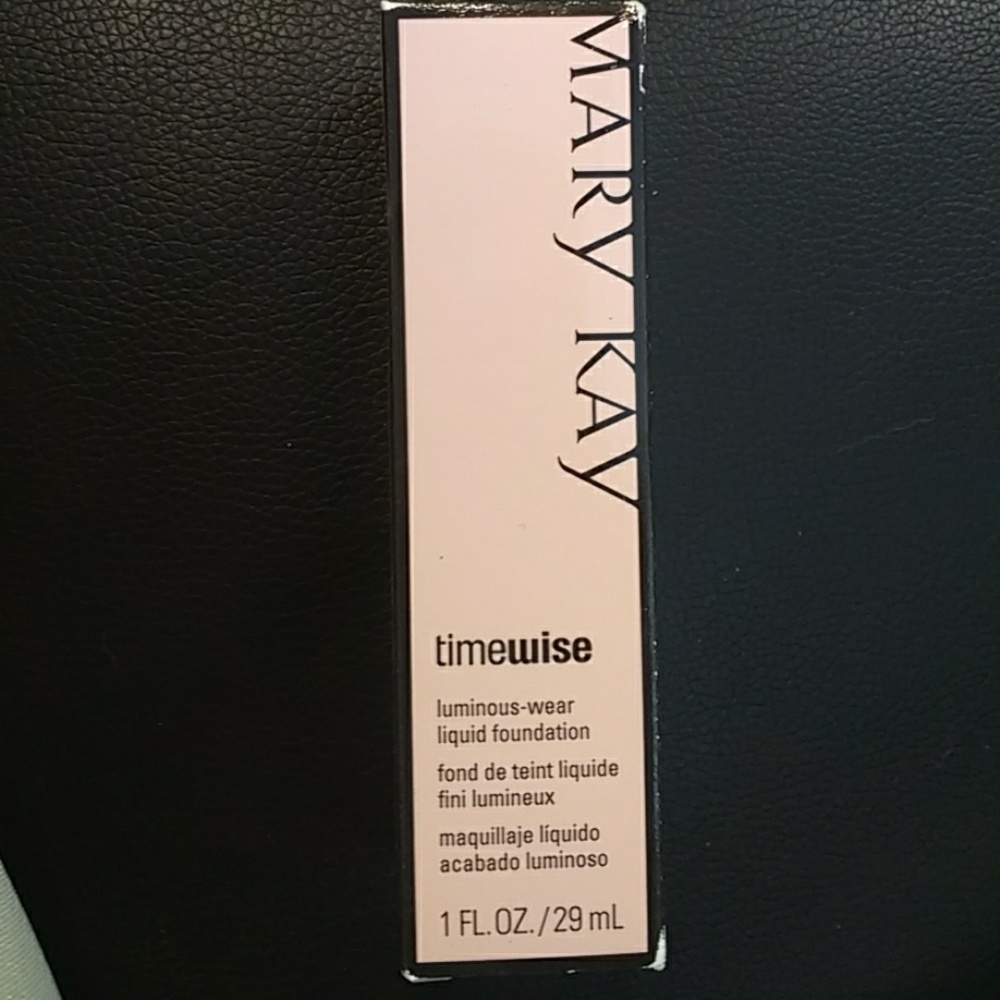 MARY KAY
timewise
luminous-wear
liquid foundation
fond de teint liquide
fini lumineux
maquillaje líquido
acabado luminoso
1 FL.OZ./29 mL